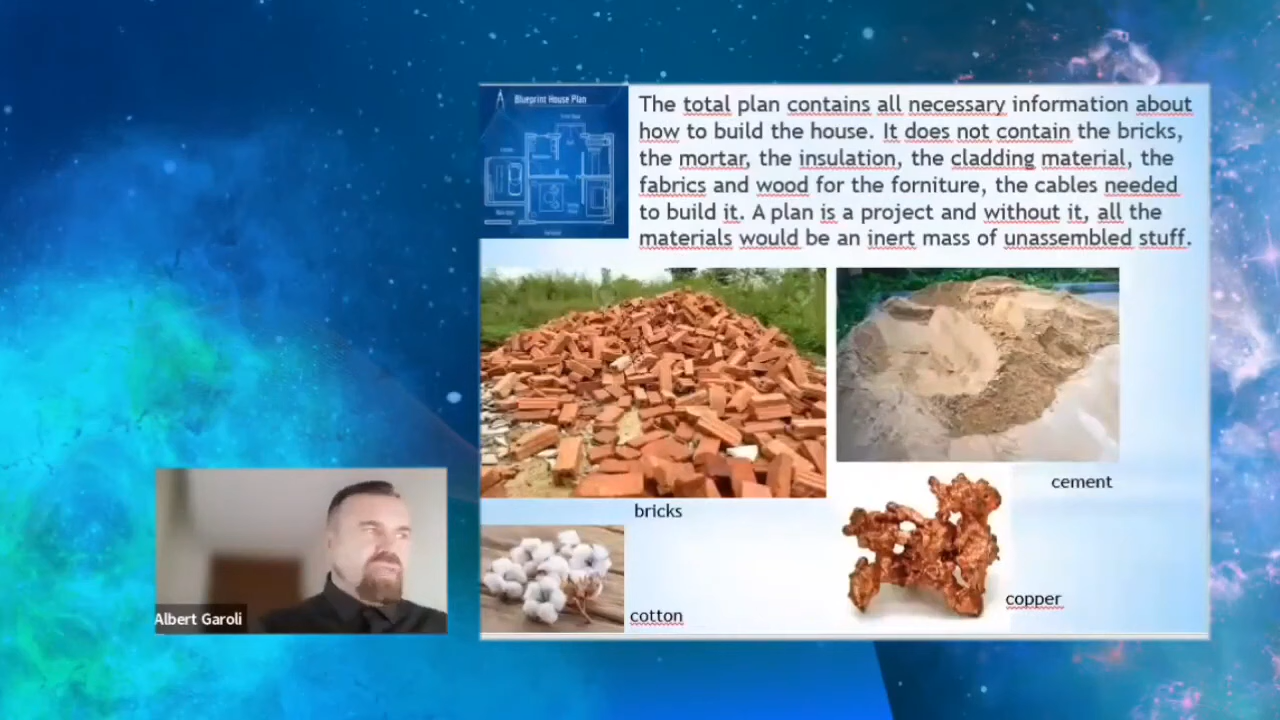 Blueprint House Plan
The total plan contains all necessary information about
how to build the house. It does not contain the bricks,
the mortar, the insulation, the cladding material, the
fabrics and wood for the forniture, the cables needed
to build it. A plan is a project and without it, all the
materials would be an inert mass of unassembled stuff.
cement
bricks
copper
cotton
Albert Garoli